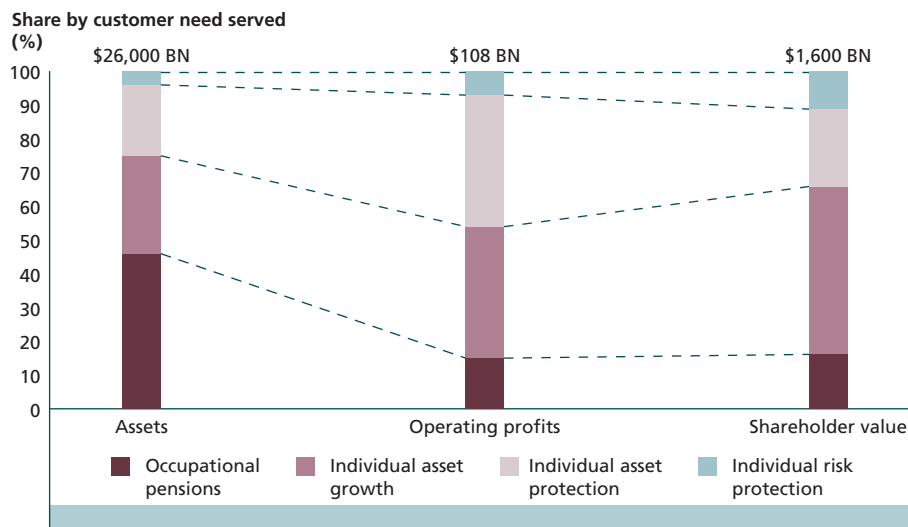 Share by customer need served
(%)
$26,000 BN $108 BN $1,600 BN
100
90
80
70
60
50
40
30
20
10
0
Assets Operating profits Shareholder value
Occupational pensions
Individual asset growth
Individual asset protection
Individual risk protection